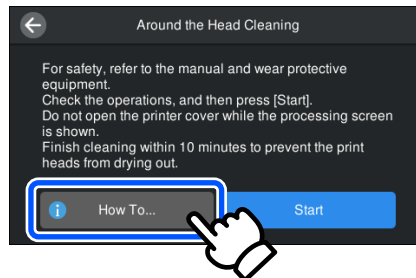 Around the Head Cleaning
For safety, refer to the manual and wear protective
equipment.
Check the operations, and then press [Start].
Do not open the printer cover while the processing screen
is shown.
Finish cleaning within 10 minutes to prevent the print
heads from drying out.
How To...
Start